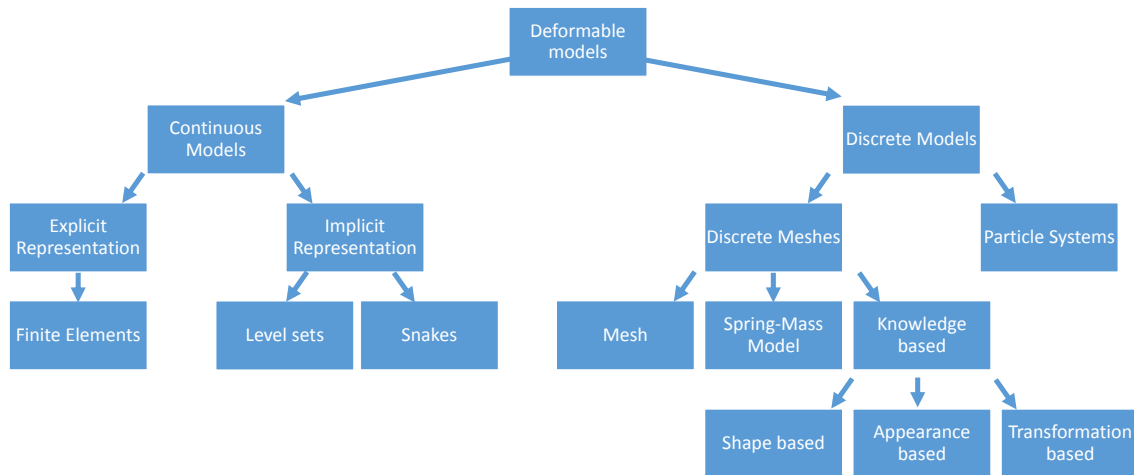 Deformable
models
Continuous
Models
Discrete Models
Explicit
Representation
Implicit
Representation
Discrete Meshes
Particle Systems
Finite Elements
Level sets
Snakes
Mesh
Spring-Mass
Model
Knowledge
based
Shape based
Appearance
based
Transformation
based